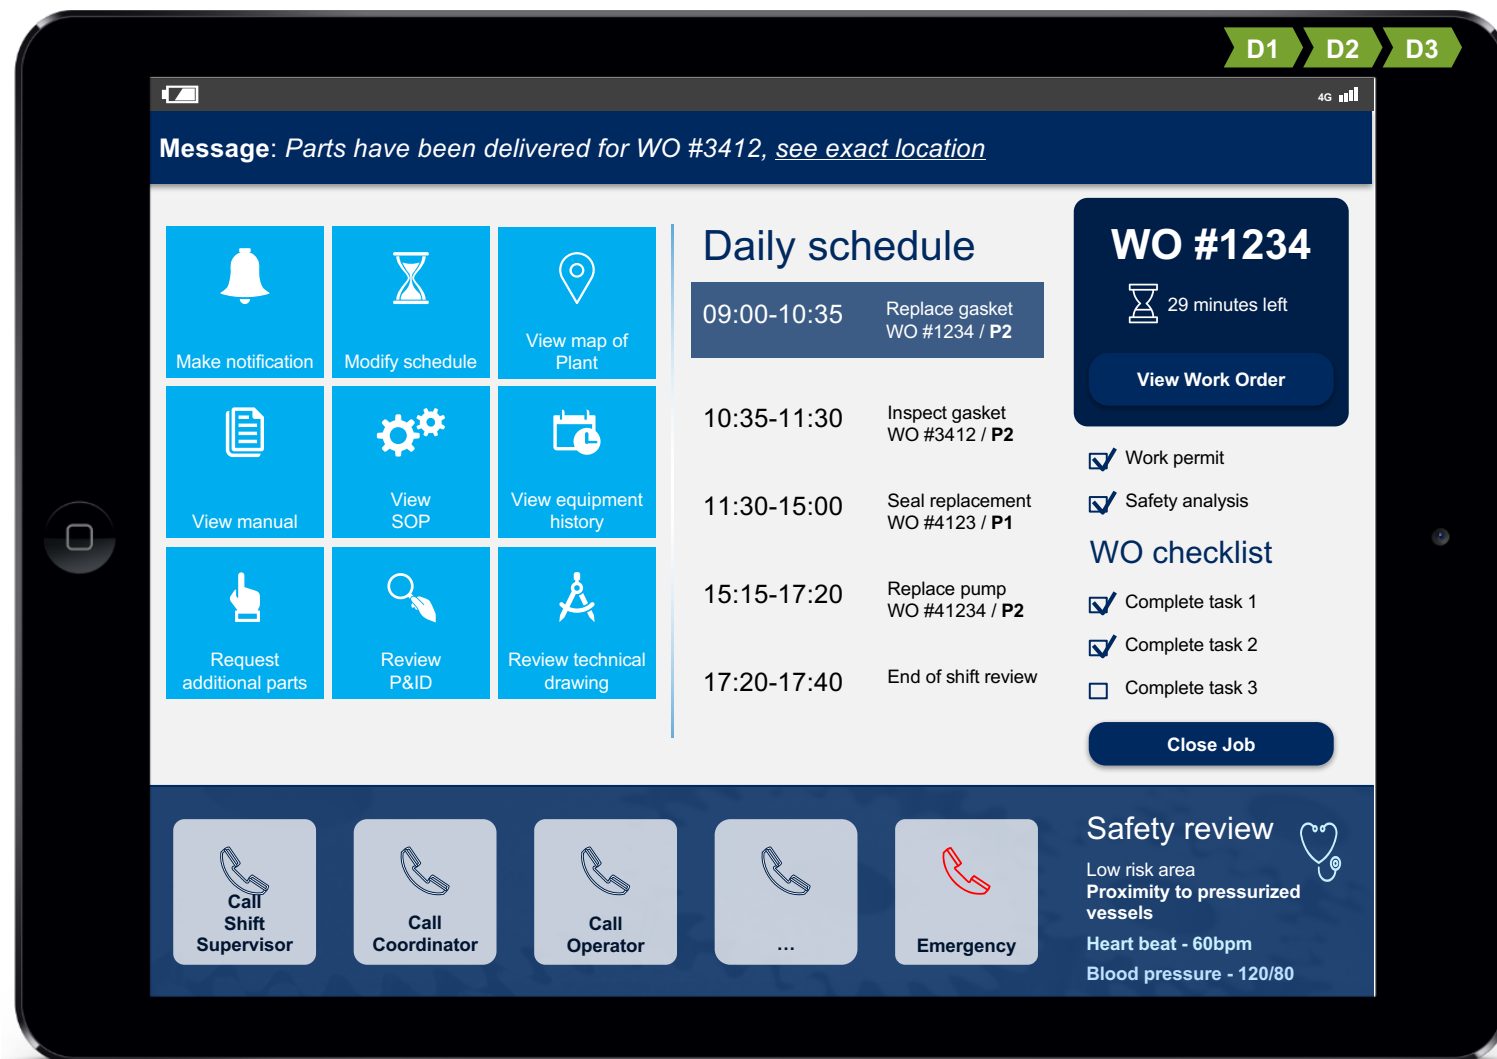 D1 D2 D3
4G
Message: Parts have been delivered for WO #3412, see exact location
Make notification
Modify schedule
View map of
Plant
View manual
View
SOP
View equipment
history
Request
additional parts
Review
P&ID
Review technical
drawing
Daily schedule
09:00-10:35
Replace gasket
WO #1234 / P2
10:35-11:30
Inspect gasket
WO #3412 / P2
11:30-15:00
Seal replacement
WO #4123 / P1
15:15-17:20
Replace pump
WO #41234 / P2
17:20-17:40
End of shift review
WO #1234
29 minutes left
View Work Order
Work permit
Safety analysis
WO checklist
Complete task 1
Complete task 2
Complete task 3
Close Job
Call
Shift
Supervisor
Call
Coordinator
Call
Operator
...
Emergency
Safety review
Low risk area
Proximity to pressurized
vessels
Heart beat - 60bpm
Blood pressure - 120/80